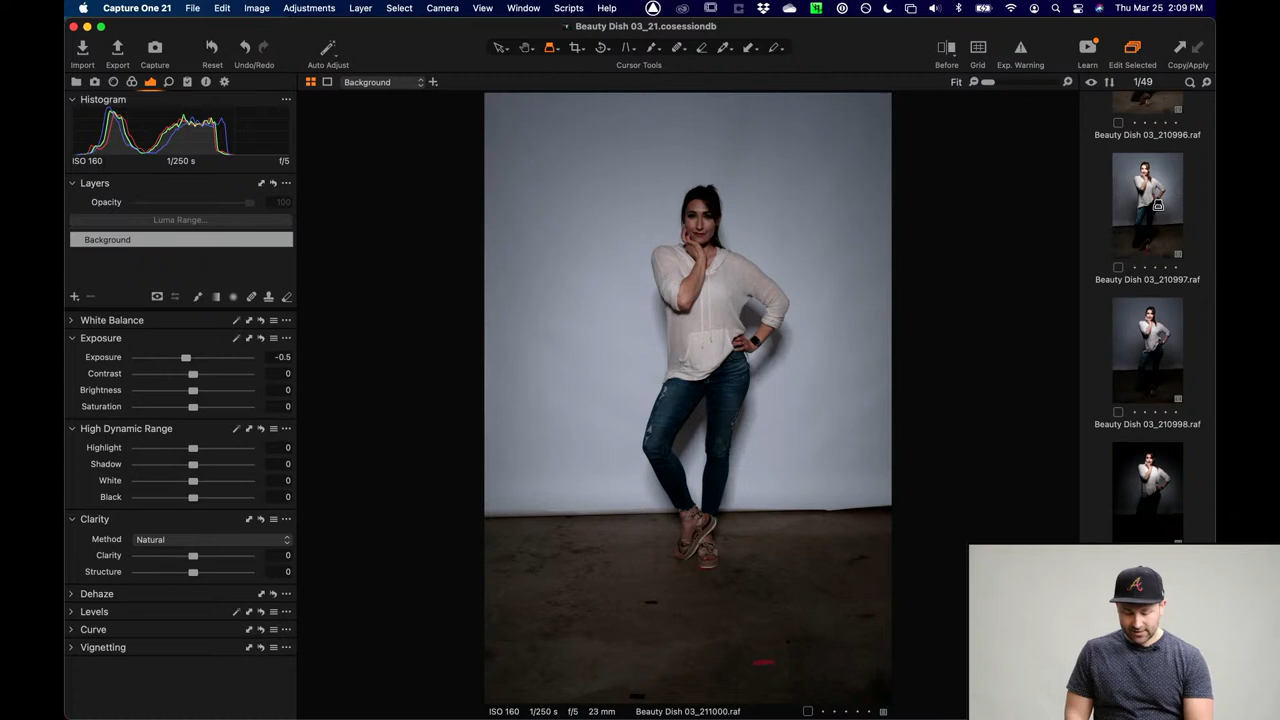 Capture One 21 File Edit Image Adjustments Layer Select Camera View Window Scripts Help Thu Mar 25 2:09 PM
Beauty Dish 03_21.cosessiondb
Import Export Capture Reset Undo/Redo Auto Adjust Cursor Tools Before Grid Exp. Warning Learn Edit Selected Copy/Apply
Background Fit 1/49
Histogram
ISO 160 1/250 s f/5
Layers
Opacity 100
Luma Range...
Background
White Balance
Exposure
Exposure -0.5
Contrast 0
Brightness 0
Saturation 0
High Dynamic Range
Highlight 0
Shadow 0
White 0
Black 0
Clarity
Method Natural
Clarity 0
Structure 0
Dehaze
Levels
Curve
Vignetting
Beauty Dish 03_210996.raf
Beauty Dish 03_210997.raf
Beauty Dish 03_210998.raf
ISO 160 1/250 s f/5 23 mm Beauty Dish 03_211000.raf
A